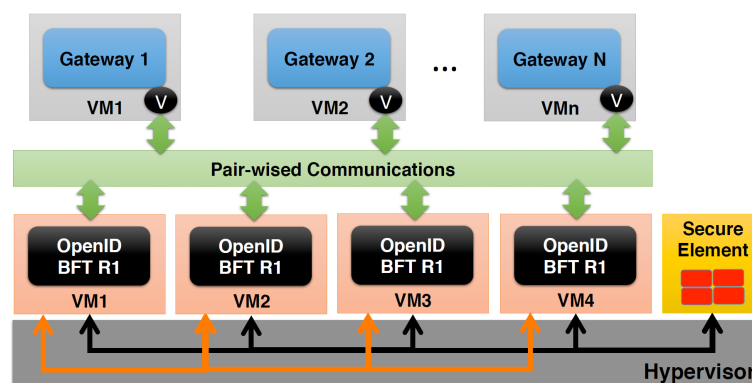 Gateway 1
V
VM1
Gateway 2
V
VM2
...
Gateway N
V
VMn
Pair-wised Communications
OpenID
BFT R1
VM1
OpenID
BFT R1
VM2
OpenID
BFT R1
VM3
OpenID
BFT R1
VM4
Secure
Element
Hypervisor